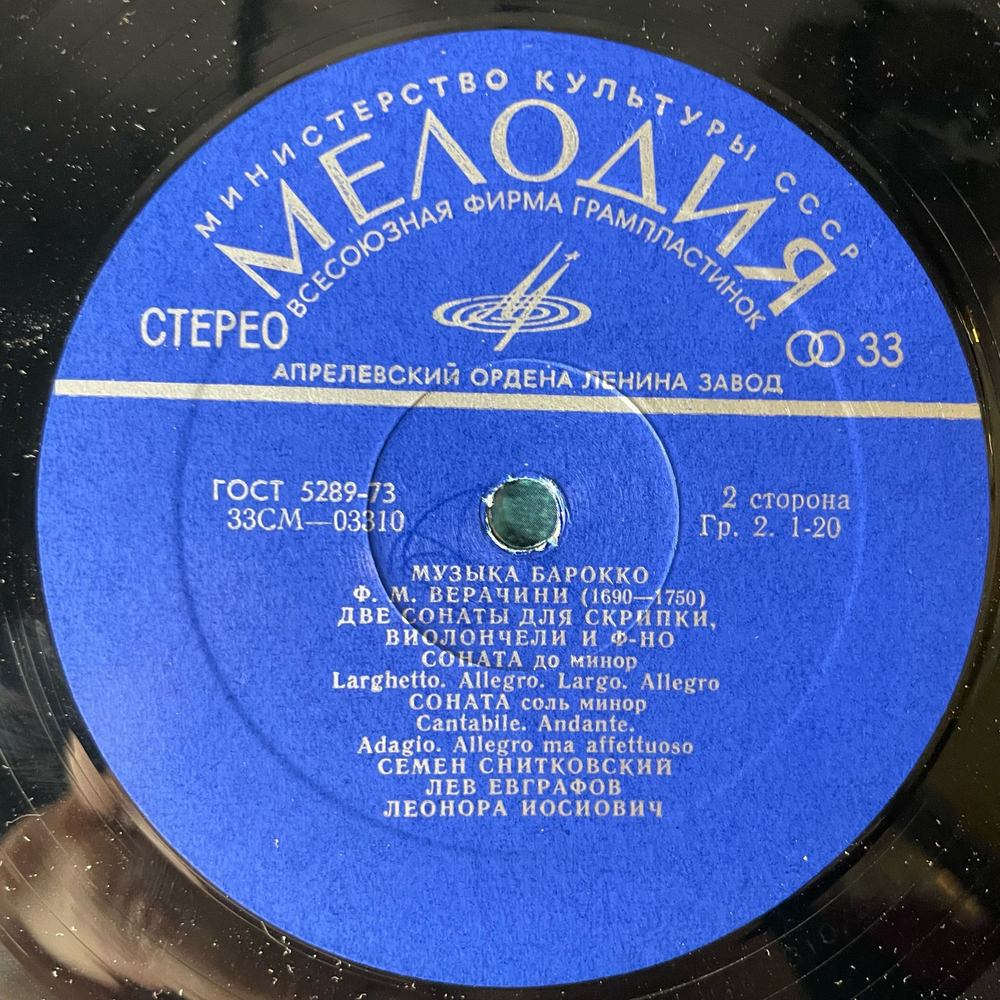 МИНИСТЕРСТВО КУЛЬТУРЫ СССР
МЕЛОДИЯ
ВСЕСОЮЗНАЯ ФИРМА ГРАМПЛАСТИНОК
СТЕРЕО
33
АПРЕЛЕВСКИЙ ОРДЕНА ЛЕНИНА ЗАВОД
ГОСТ 5289-73
33СМ—03310
2 сторона
Гр. 2. 1-20
МУЗЫКА БАРОККО
Ф. М. ВЕРАЧИНИ (1690—1750)
ДВЕ СОНАТЫ ДЛЯ СКРИПКИ,
ВИОЛОНЧЕЛИ И Ф-НО
СОНАТА до минор
Larghetto. Allegro. Largo. Allegro
СОНАТА соль минор
Cantabile. Andante.
Adagio. Allegro ma affettuoso
СЕМЕН СНИТКОВСКИЙ
ЛЕВ ЕВГРАФОВ
ЛЕОНОРА ИОСИОВИЧ